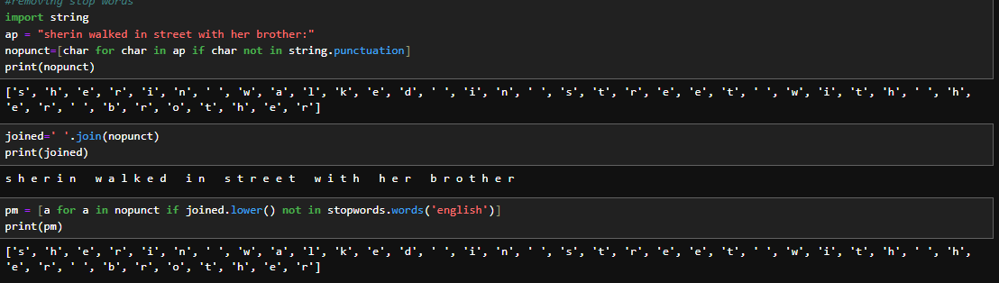 #removing stop words
import string
ap = "sherin walked in street with her brother:"
nopunct=[char for char in ap if char not in string.punctuation]
print(nopunct)
['s', 'h', 'e', 'r', 'i', 'n', ' ', 'w', 'a', 'l', 'k', 'e', 'd', ' ', 'i', 'n', ' ', 's', 't', 'r', 'e', 'e', 't', ' ', 'w', 'i', 't', 'h', ' ', 'h',
'e', 'r', ' ', 'b', 'r', 'o', 't', 'h', 'e', 'r']
joined=' '.join(nopunct)
print(joined)
s h e r i n   w a l k e d   i n   s t r e e t   w i t h   h e r   b r o t h e r
pm = [a for a in nopunct if joined.lower() not in stopwords.words('english')]
print(pm)
['s', 'h', 'e', 'r', 'i', 'n', ' ', 'w', 'a', 'l', 'k', 'e', 'd', ' ', 'i', 'n', ' ', 's', 't', 'r', 'e', 'e', 't', ' ', 'w', 'i', 't', 'h', ' ', 'h',
'e', 'r', ' ', 'b', 'r', 'o', 't', 'h', 'e', 'r']